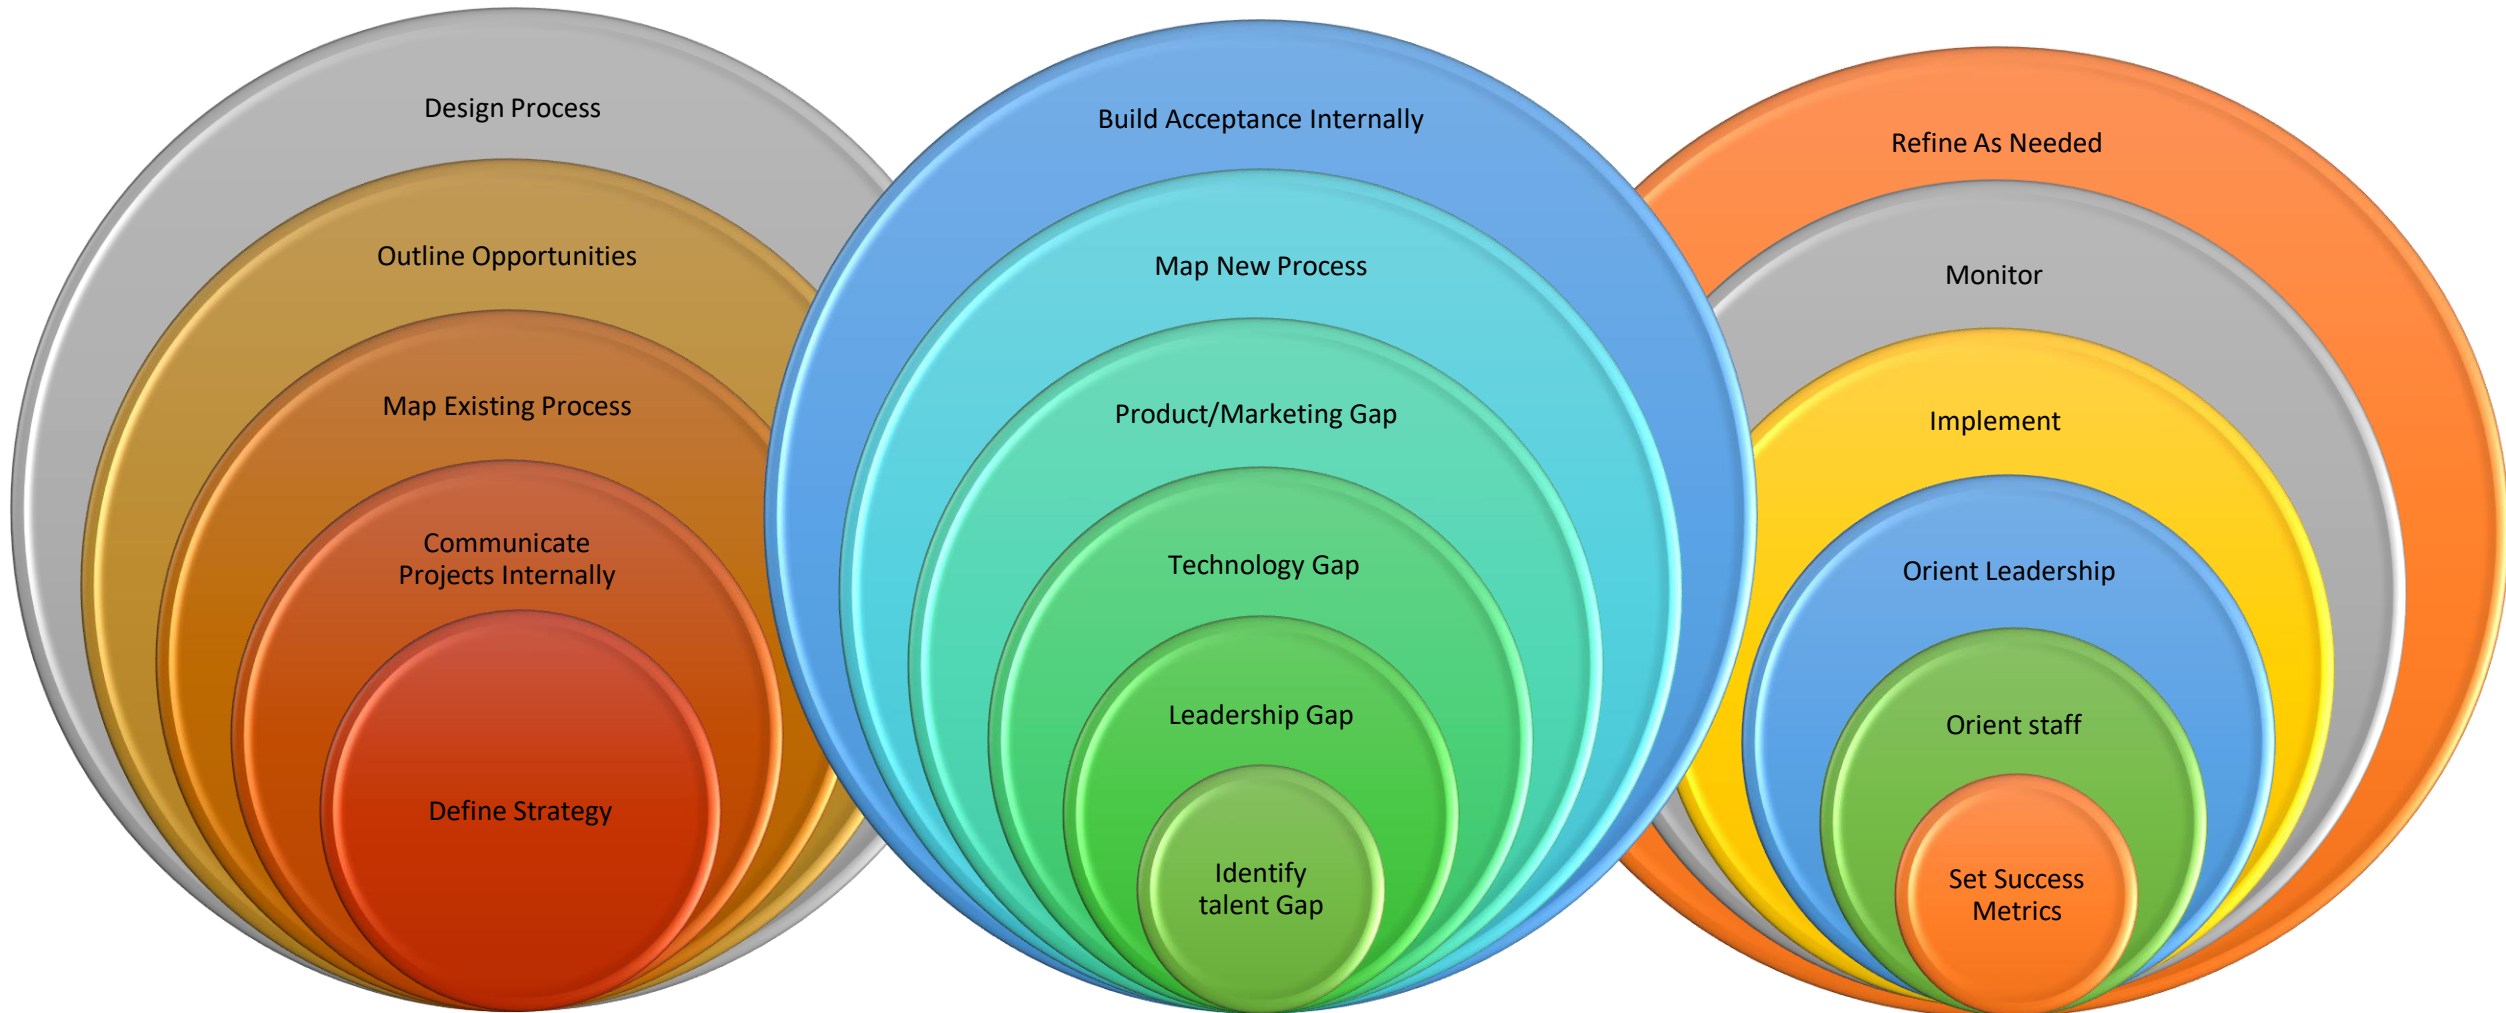 Design Process
Outline Opportunities
Map Existing Process
Communicate
Projects Internally
Define Strategy
Build Acceptance Internally
Map New Process
Product/Marketing Gap
Technology Gap
Leadership Gap
Identify
talent Gap
Refine As Needed
Monitor
Implement
Orient Leadership
Orient staff
Set Success
Metrics